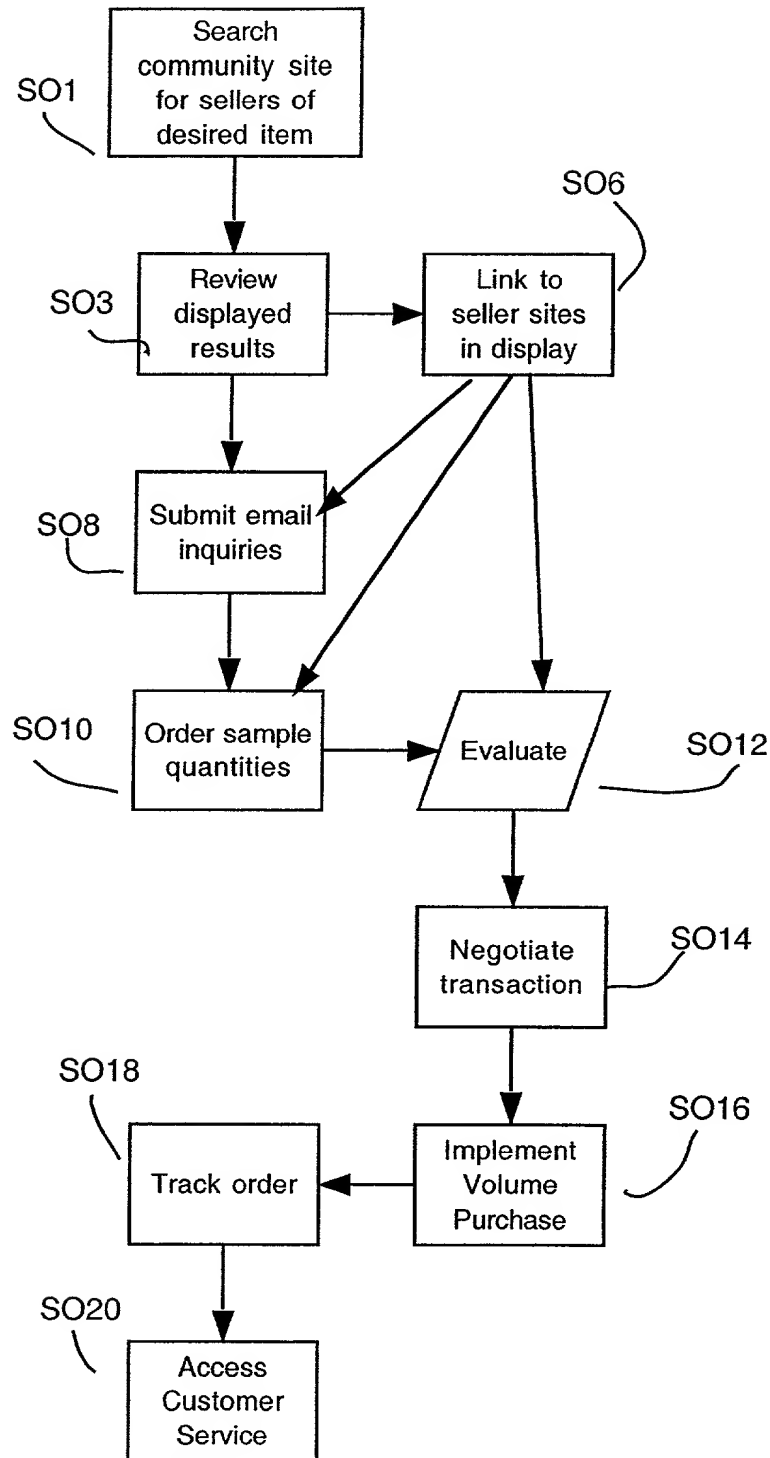 Search
community site
for sellers of
desired item
SO1
SO6
Review
displayed
results
SO3
Link to
seller sites
in display
Submit email
inquiries
SO8
Order sample
quantities
SO10
Evaluate
SO12
Negotiate
transaction
SO14
SO18
Track order
Implement
Volume
Purchase
SO16
SO20
Access
Customer
Service